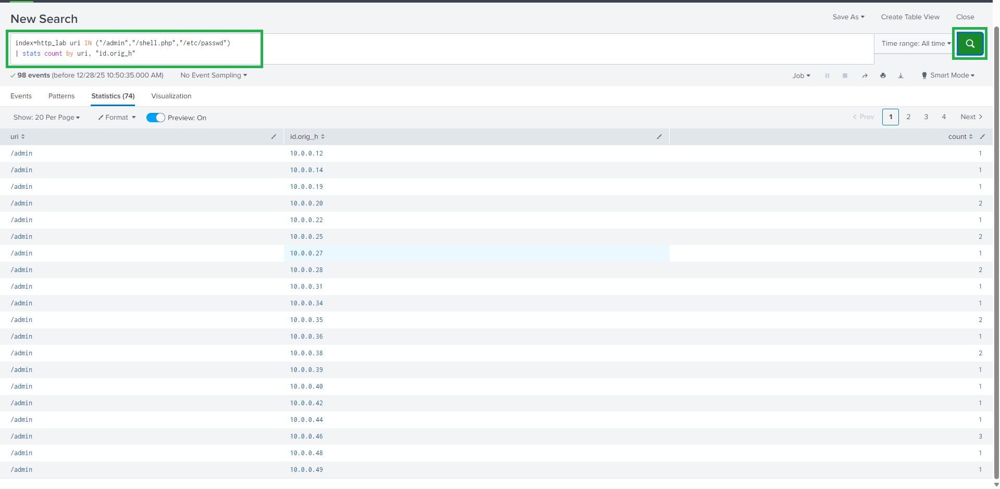 New Search
Save As
Create Table View
Close
index=http_lab uri IN ("/admin","/shell.php","/etc/passwd")
| stats count by uri, "id.orig_h"
Time range: All time
98 events (before 12/28/25 10:50:35.000 AM)
No Event Sampling
Job
Smart Mode
Events
Patterns
Statistics (74)
Visualization
Show: 20 Per Page
Format
Preview: On
Prev
1
2
3
4
Next
uri id.orig_h count
/admin 10.0.0.12 1
/admin 10.0.0.14 1
/admin 10.0.0.19 1
/admin 10.0.0.20 2
/admin 10.0.0.22 1
/admin 10.0.0.25 2
/admin 10.0.0.27 1
/admin 10.0.0.28 2
/admin 10.0.0.31 1
/admin 10.0.0.34 1
/admin 10.0.0.35 2
/admin 10.0.0.36 1
/admin 10.0.0.38 2
/admin 10.0.0.39 1
/admin 10.0.0.40 1
/admin 10.0.0.42 1
/admin 10.0.0.44 1
/admin 10.0.0.46 3
/admin 10.0.0.48 1
/admin 10.0.0.49 1